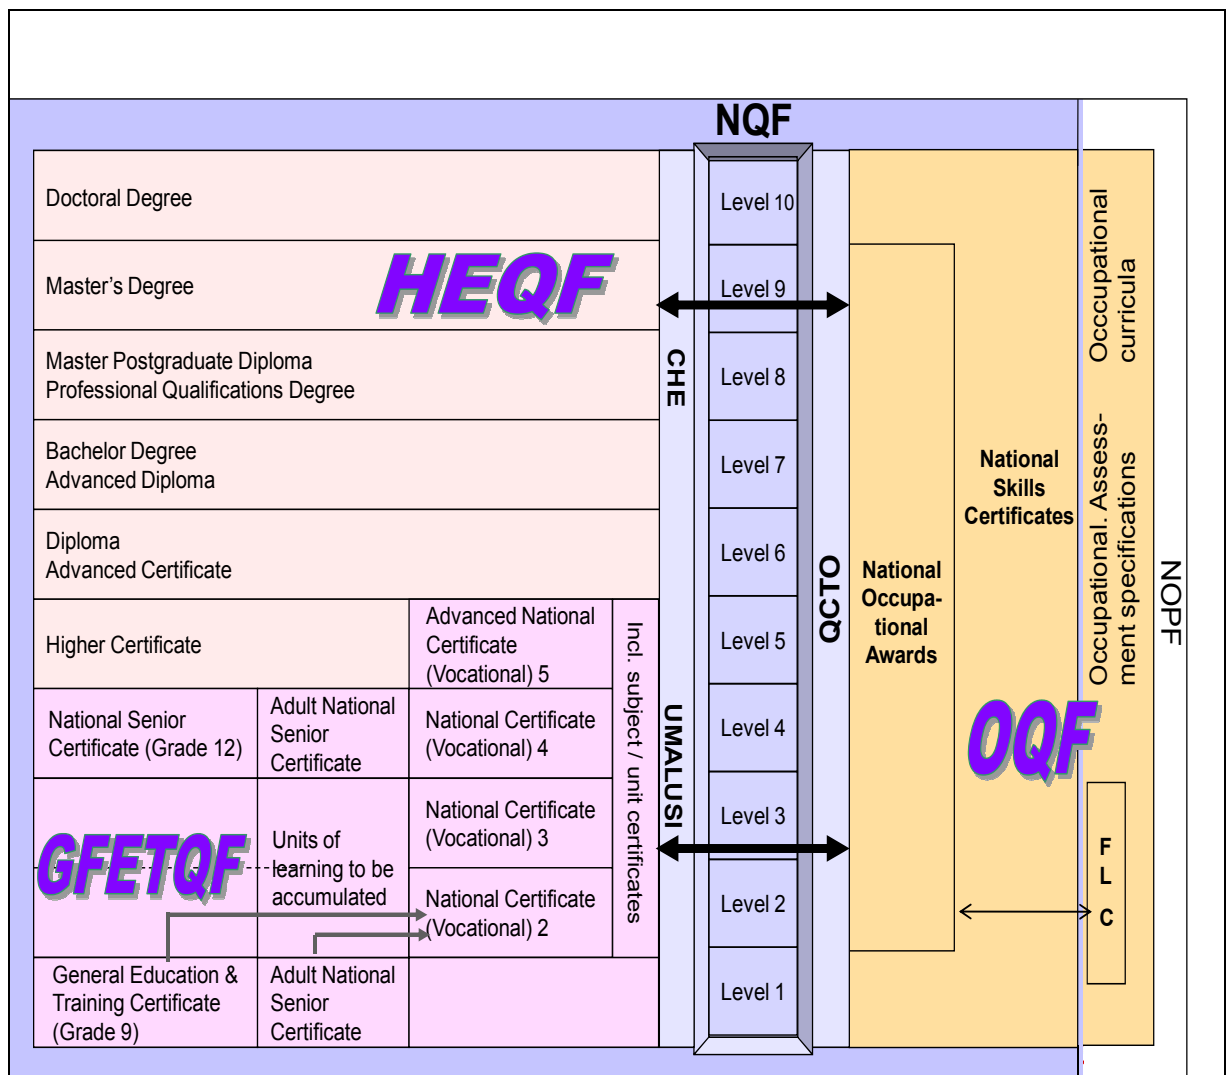 NQF
Doctoral Degree
Level 10
HEQF
Master's Degree
Level 9
Master Postgraduate Diploma
Professional Qualifications Degree
CHE
Level 8
Bachelor Degree
Advanced Diploma
Level 7
Diploma
Advanced Certificate
Level 6
Higher Certificate
Advanced National
Certificate
(Vocational) 5
Incl. subject / unit certificates
Level 5
QCTO
National Senior
Certificate (Grade 12)
Adult National
Senior
Certificate
National Certificate
(Vocational) 4
UMALUSI
Level 4
GFETQF
Units of
learning to be
accumulated
National Certificate
(Vocational) 3
Level 3
National Certificate
(Vocational) 2
Level 2
General Education &
Training Certificate
(Grade 9)
Adult National
Senior
Certificate
Level 1
National
Occupa-
tional
Awards
National
Skills
Certificates
OQF
Occcupational
curricula
Occupational. Assess-
ment specifications
F
L
C
NOPF